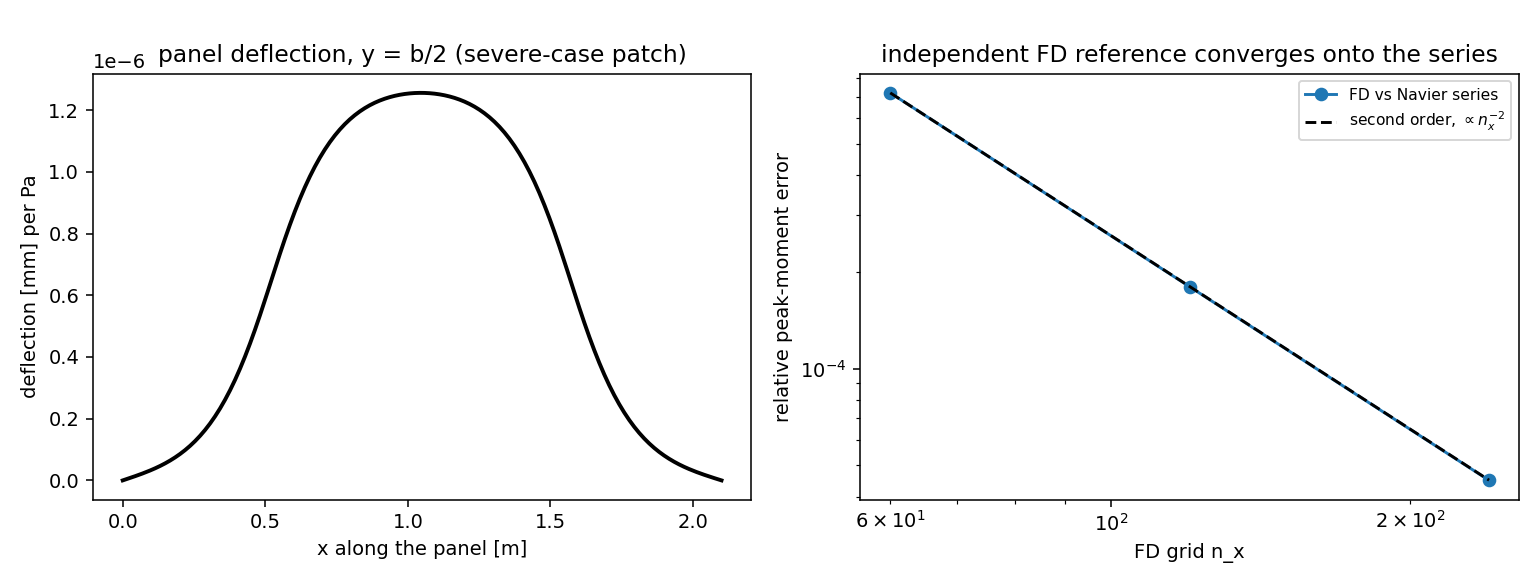 1e−6 panel deflection, y = b/2 (severe-case patch)
deflection [mm] per Pa
1.2
1.0
0.8
0.6
0.4
0.2
0.0
0.0 0.5 1.0 1.5 2.0
x along the panel [m]
independent FD reference converges onto the series
relative peak-moment error
FD vs Navier series
second order, ∝ n_x^{−2}
10^{−4}
6 × 10^1 10^2 2 × 10^2
FD grid n_x